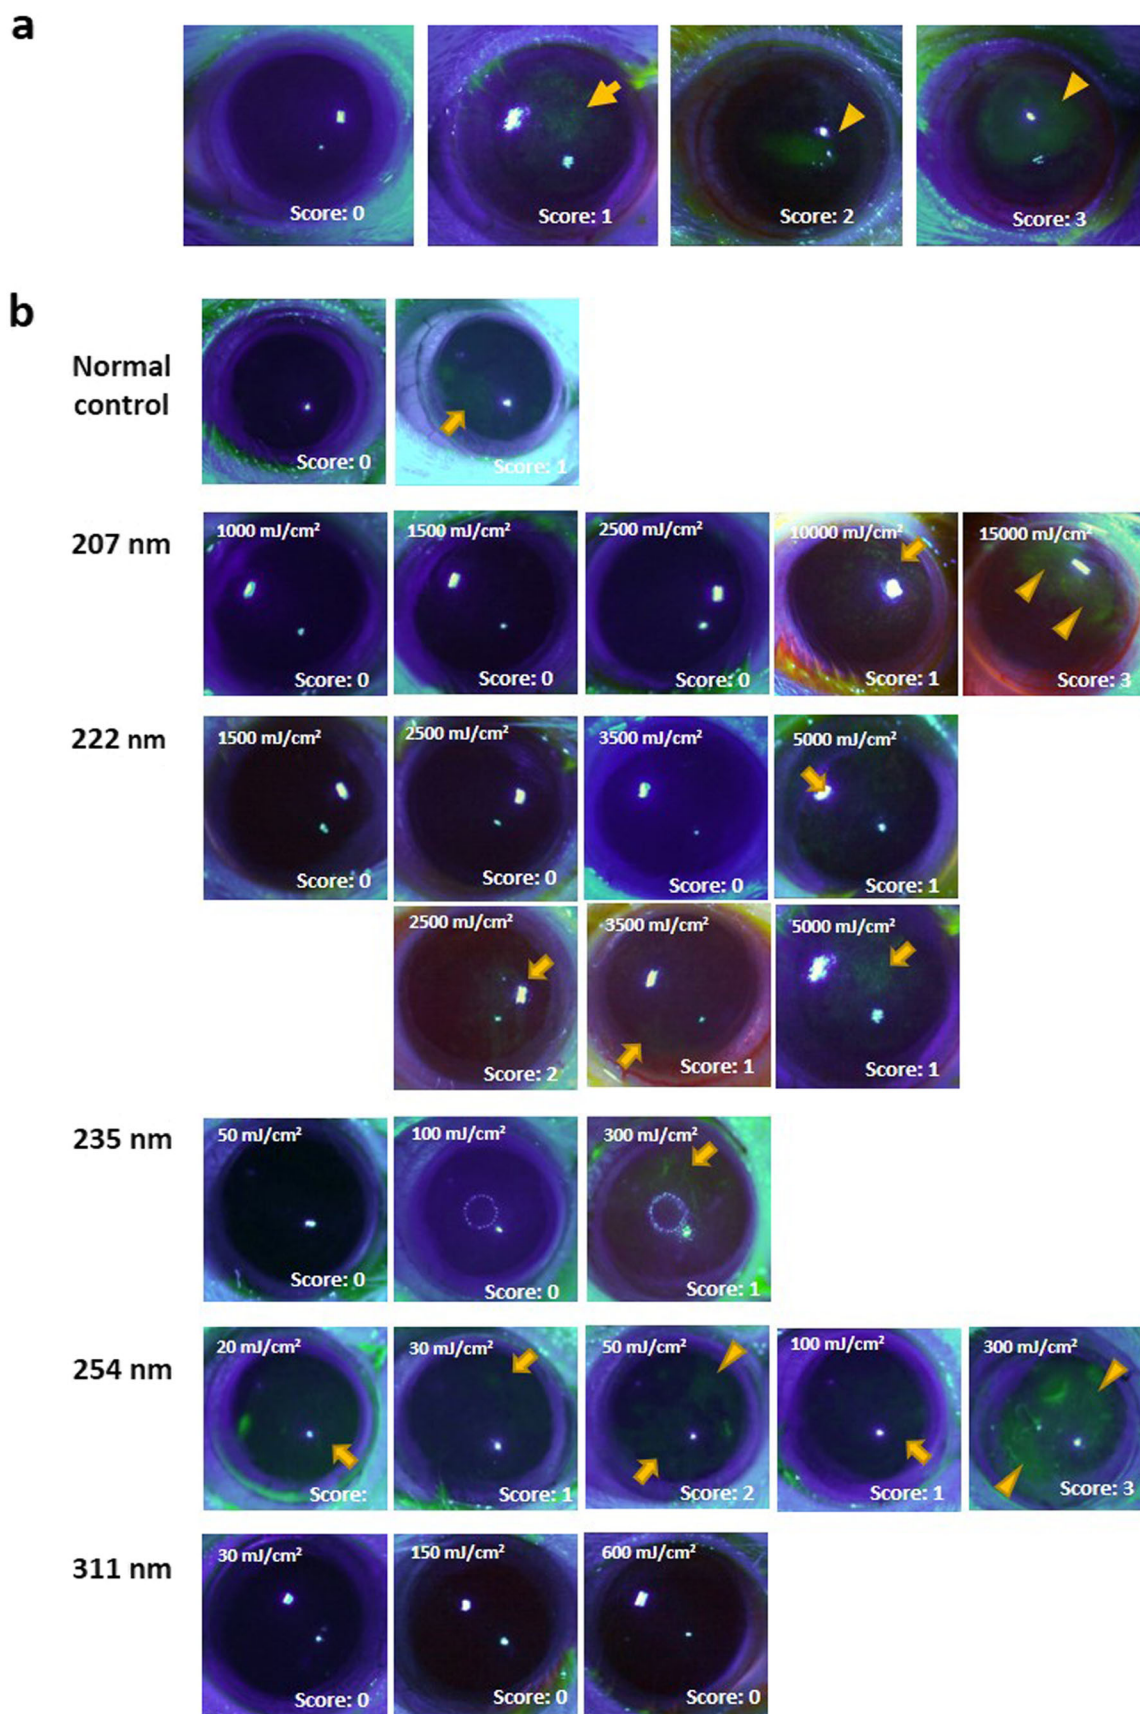 a
Score: 0
Score: 1
Score: 2
Score: 3
b
Normal
control
Score: 0
Score: 1
207 nm
1000 mJ/cm²
1500 mJ/cm²
2500 mJ/cm²
10000 mJ/cm²
15000 mJ/cm²
Score: 0
Score: 0
Score: 0
Score: 1
Score: 3
222 nm
1500 mJ/cm²
2500 mJ/cm²
3500 mJ/cm²
5000 mJ/cm²
Score: 0
Score: 0
Score: 0
Score: 1
2500 mJ/cm²
3500 mJ/cm²
5000 mJ/cm²
Score: 2
Score: 1
Score: 1
235 nm
50 mJ/cm²
100 mJ/cm²
300 mJ/cm²
Score: 0
Score: 0
Score: 1
254 nm
20 mJ/cm²
30 mJ/cm²
50 mJ/cm²
100 mJ/cm²
300 mJ/cm²
Score:
Score: 1
Score: 2
Score: 1
Score: 3
311 nm
30 mJ/cm²
150 mJ/cm²
600 mJ/cm²
Score: 0
Score: 0
Score: 0